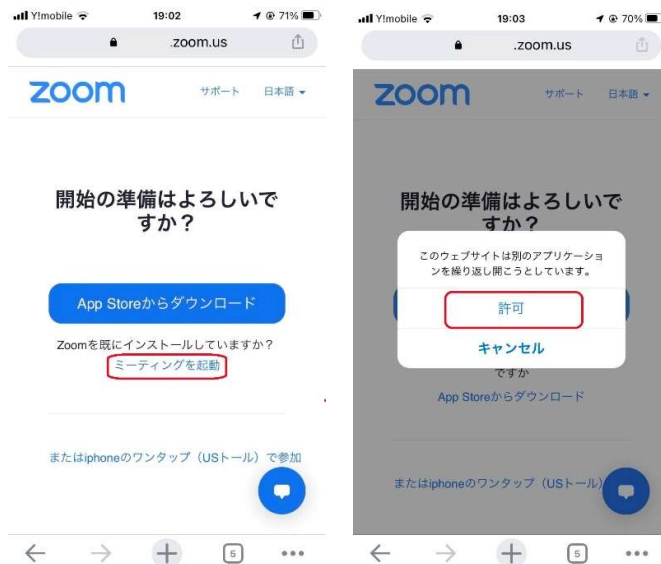 Y!mobile 19:02 71%
.zoom.us
zoom サポート 日本語
開始の準備はよろしいで
すか？
App Storeからダウンロード
Zoomを既にインストールしていますか？
ミーティングを起動
またはiphoneのワンタップ（USトール）で参加
5
Y!mobile 19:03 70%
.zoom.us
zoom サポート 日本語
開始の準備はよろしいで
すか？
このウェブサイトは別のアプリケーショ
ンを繰り返し開こうとしています。
許可
キャンセル
ですか
App Storeからダウンロード
またはiphoneのワンタップ（USトール）
5